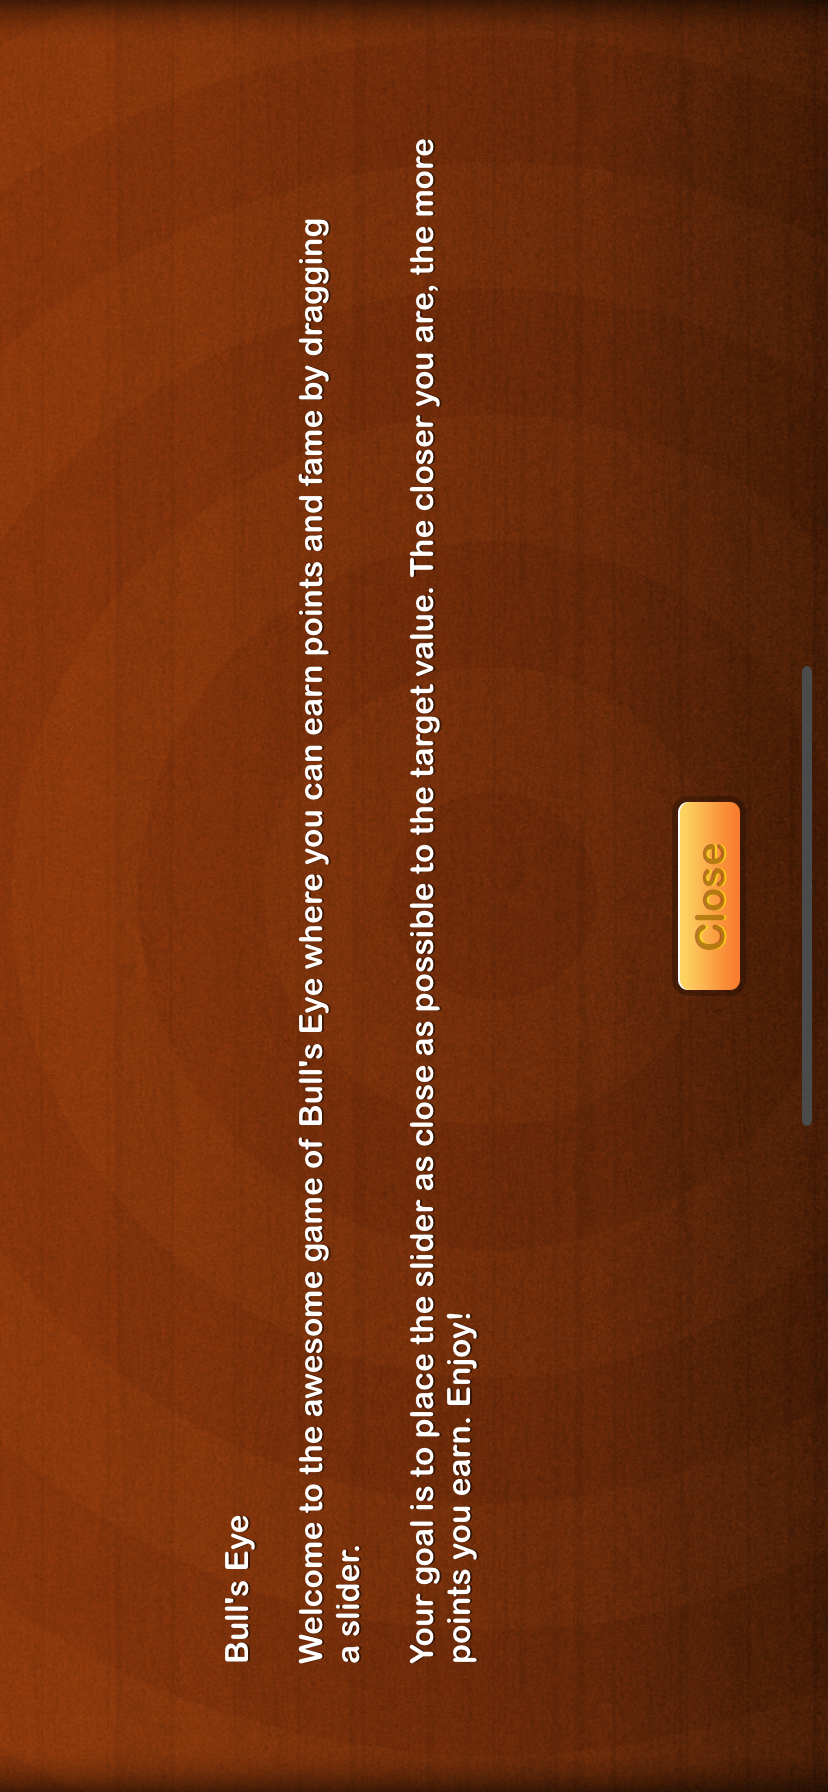 Bull's Eye
Welcome to the awesome game of Bull's Eye where you can earn points and fame by dragging
a slider.
Your goal is to place the slider as close as possible to the target value. The closer you are, the more
points you earn. Enjoy!
Close